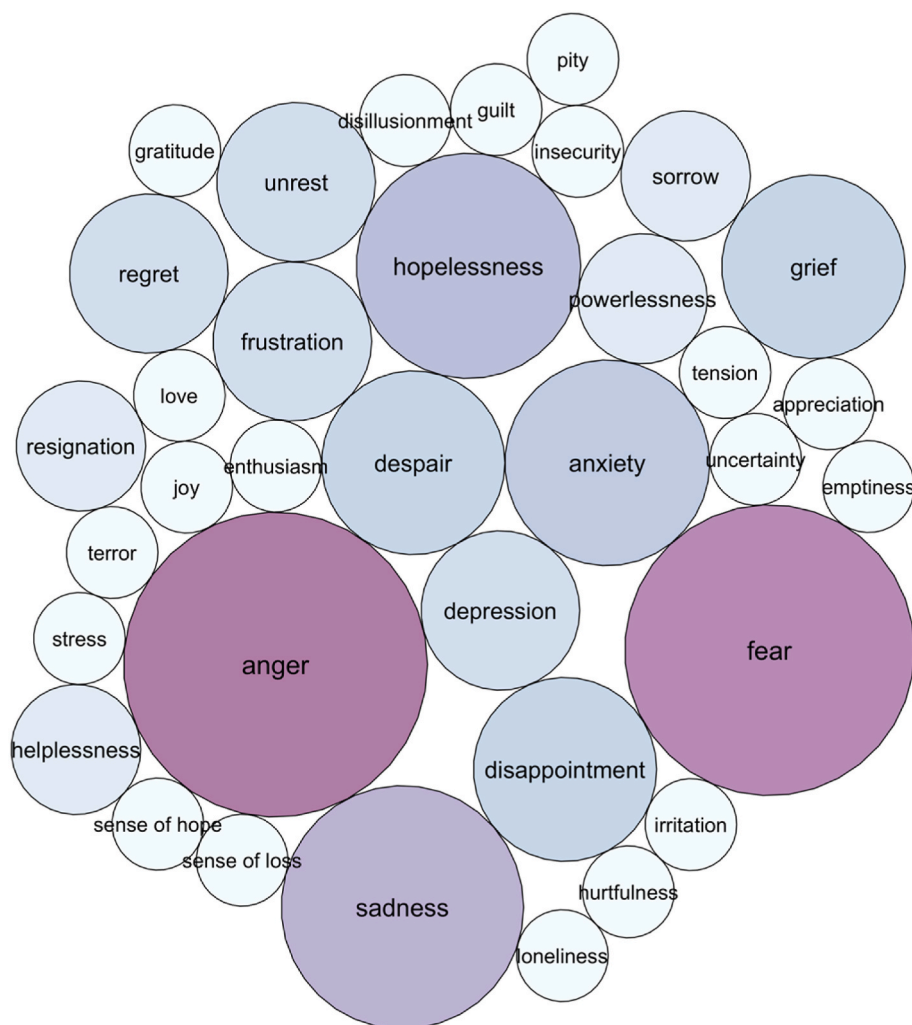 pity
guilt
disillusionment
insecurity
gratitude
sorrow
unrest
hopelessness
grief
regret
powerlessness
frustration
tension
love
appreciation
resignation
despair
anxiety
uncertainty
enthusiasm
joy
emptiness
terror
depression
stress
fear
anger
helplessness
disappointment
sense of hope
irritation
sense of loss
hurtfulness
sadness
loneliness